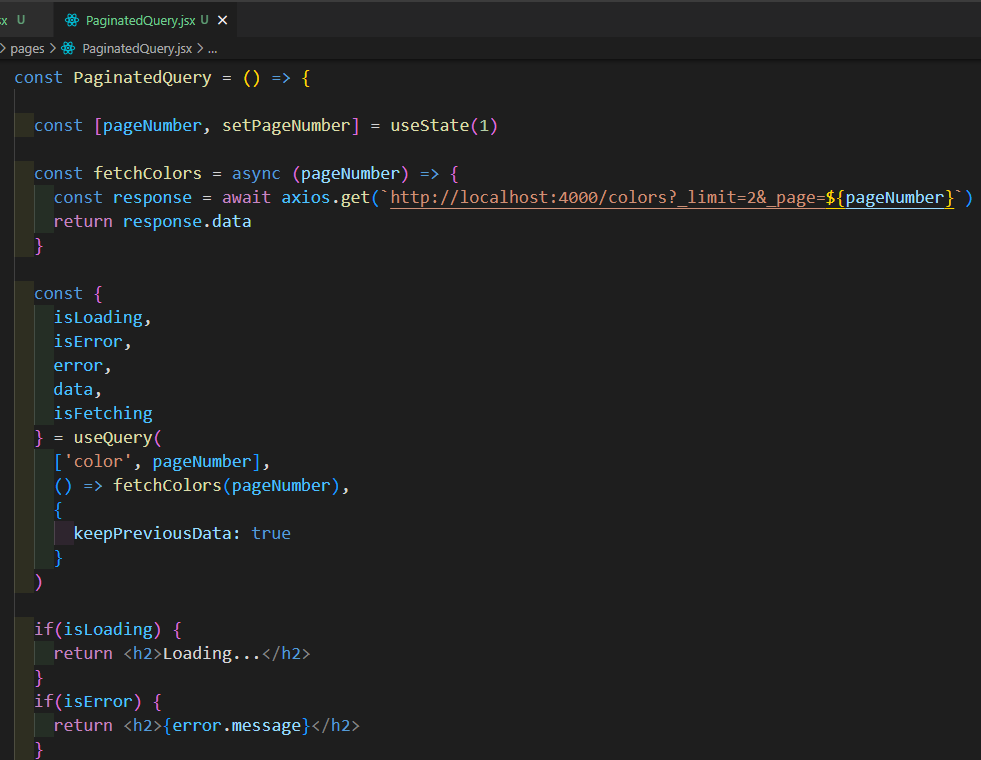 sx U PaginatedQuery.jsx U ×
> pages > PaginatedQuery.jsx > ...
const PaginatedQuery = () => {
const [pageNumber, setPageNumber] = useState(1)
const fetchColors = async (pageNumber) => {
const response = await axios.get(`http://localhost:4000/colors?_limit=2&_page=${pageNumber}`)
return response.data
}
const {
isLoading,
isError,
error,
data,
isFetching
} = useQuery(
['color', pageNumber],
() => fetchColors(pageNumber),
{
keepPreviousData: true
}
)
if(isLoading) {
return <h2>Loading...</h2>
}
if(isError) {
return <h2>{error.message}</h2>
}